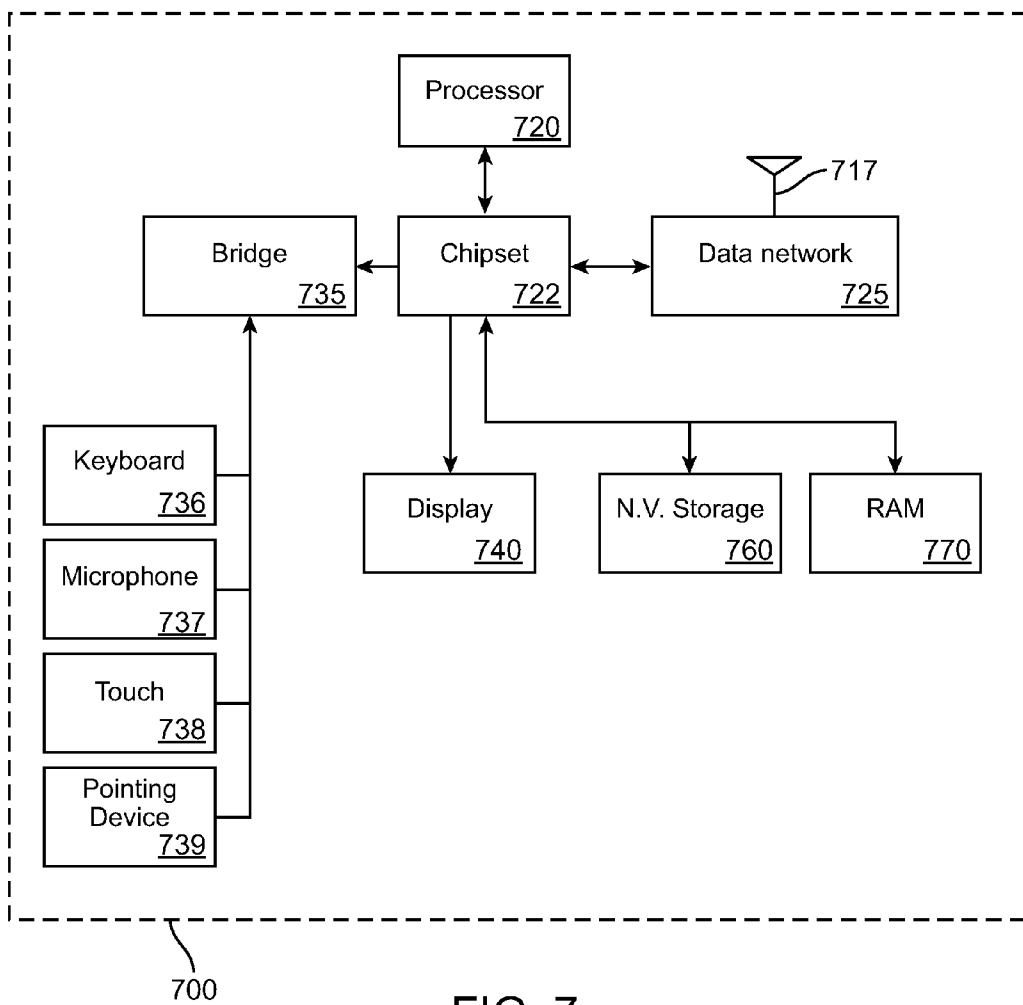 Processor
720
717
Bridge
735
Chipset
722
Data network
725
Keyboard
736
Display
740
N.V. Storage
760
RAM
770
Microphone
737
Touch
738
Pointing
Device
739
700
FIG. 7